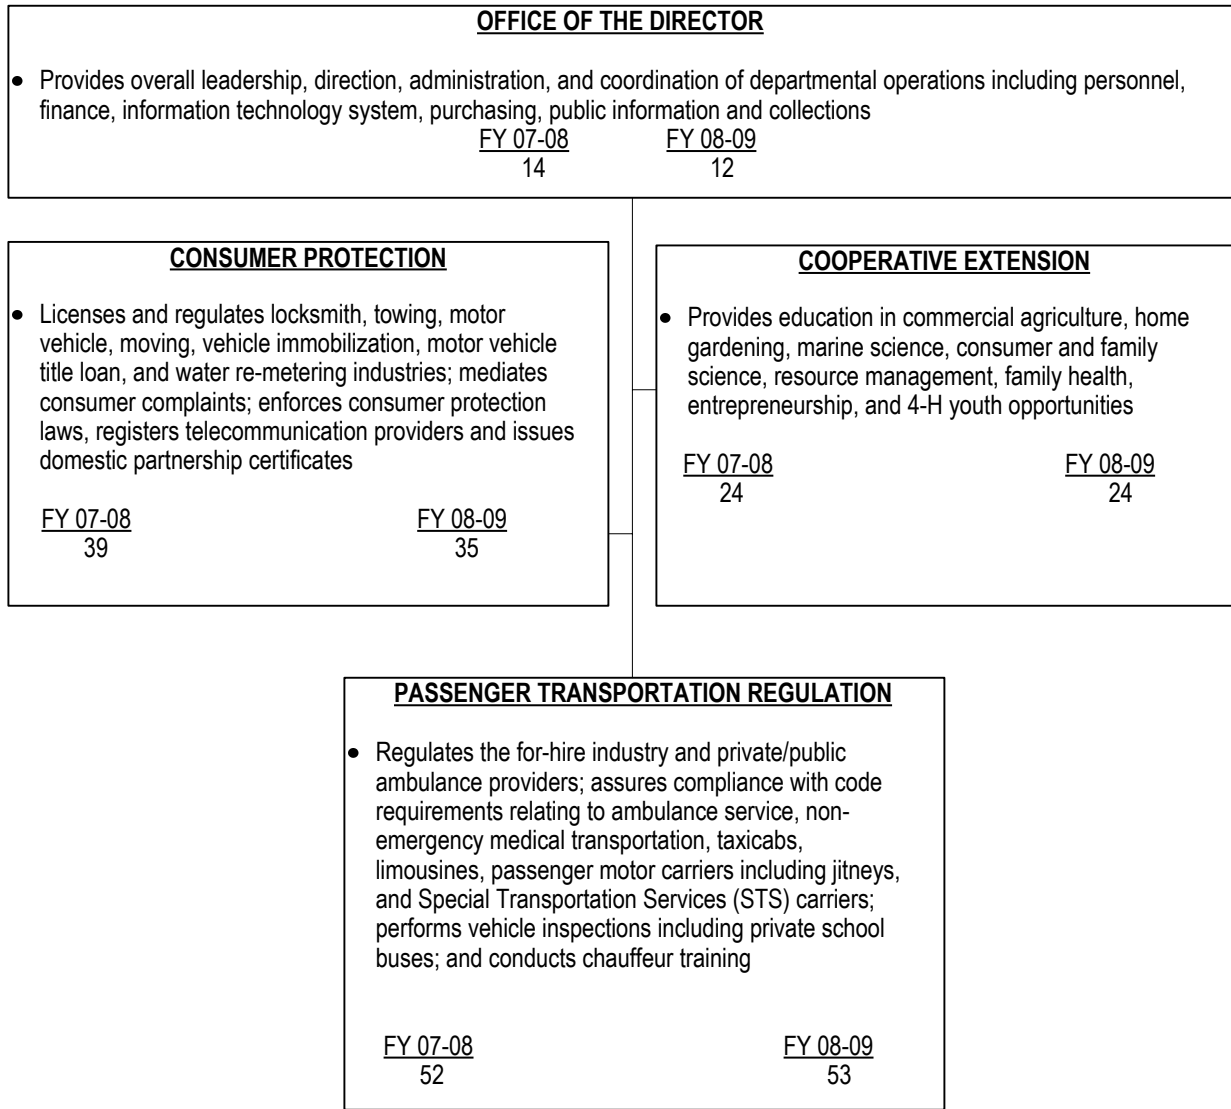 OFFICE OF THE DIRECTOR
• Provides overall leadership, direction, administration, and coordination of departmental operations including personnel,
finance, information technology system, purchasing, public information and collections
FY 07-08 FY 08-09
14 12
CONSUMER PROTECTION
• Licenses and regulates locksmith, towing, motor
vehicle, moving, vehicle immobilization, motor vehicle
title loan, and water re-metering industries; mediates
consumer complaints; enforces consumer protection
laws, registers telecommunication providers and issues
domestic partnership certificates
FY 07-08 FY 08-09
39 35
COOPERATIVE EXTENSION
• Provides education in commercial agriculture, home
gardening, marine science, consumer and family
science, resource management, family health,
entrepreneurship, and 4-H youth opportunities
FY 07-08 FY 08-09
24 24
PASSENGER TRANSPORTATION REGULATION
• Regulates the for-hire industry and private/public
ambulance providers; assures compliance with code
requirements relating to ambulance service, non-
emergency medical transportation, taxicabs,
limousines, passenger motor carriers including jitneys,
and Special Transportation Services (STS) carriers;
performs vehicle inspections including private school
buses; and conducts chauffeur training
FY 07-08 FY 08-09
52 53